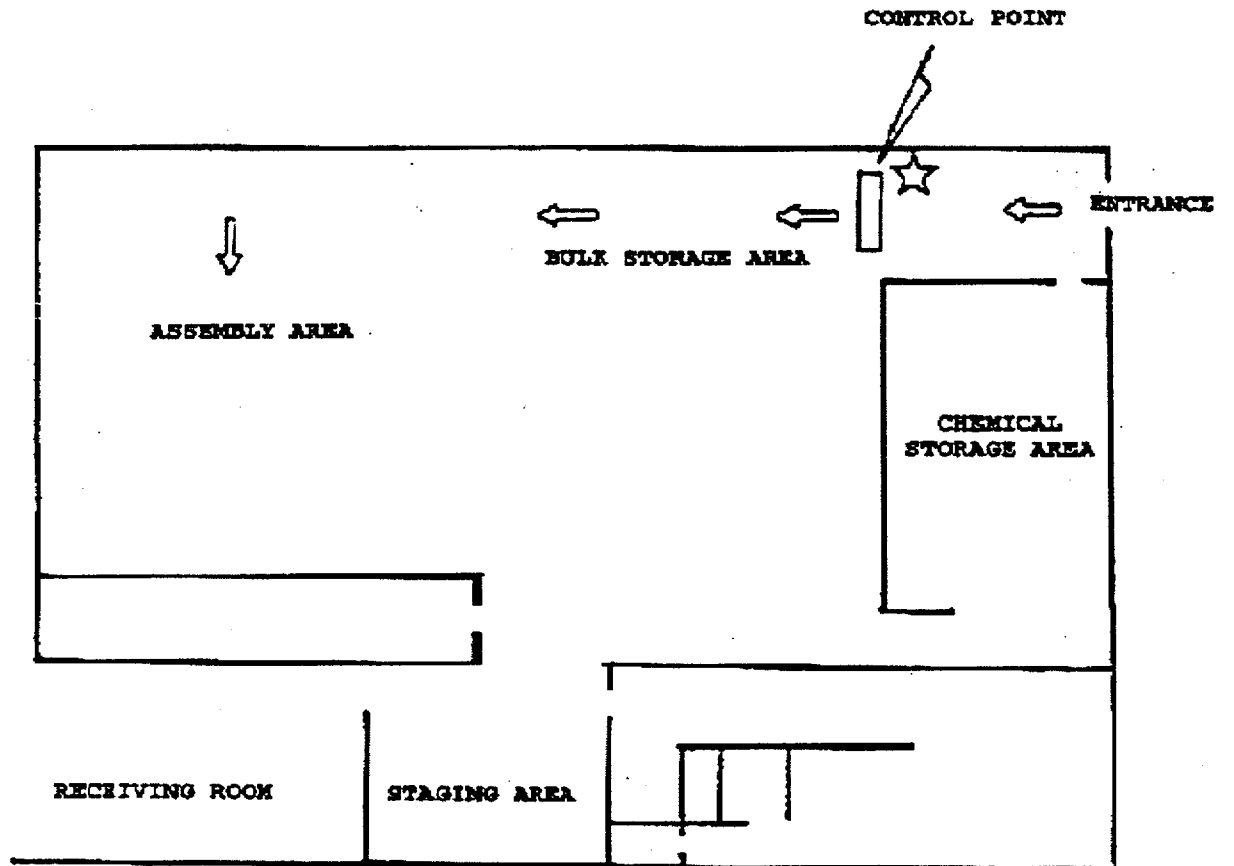 CONTROL POINT
ENTRANCE
BULK STORAGE AREA
ASSEMBLY AREA
CHEMICAL
STORAGE AREA
RECEIVING ROOM
STAGING AREA